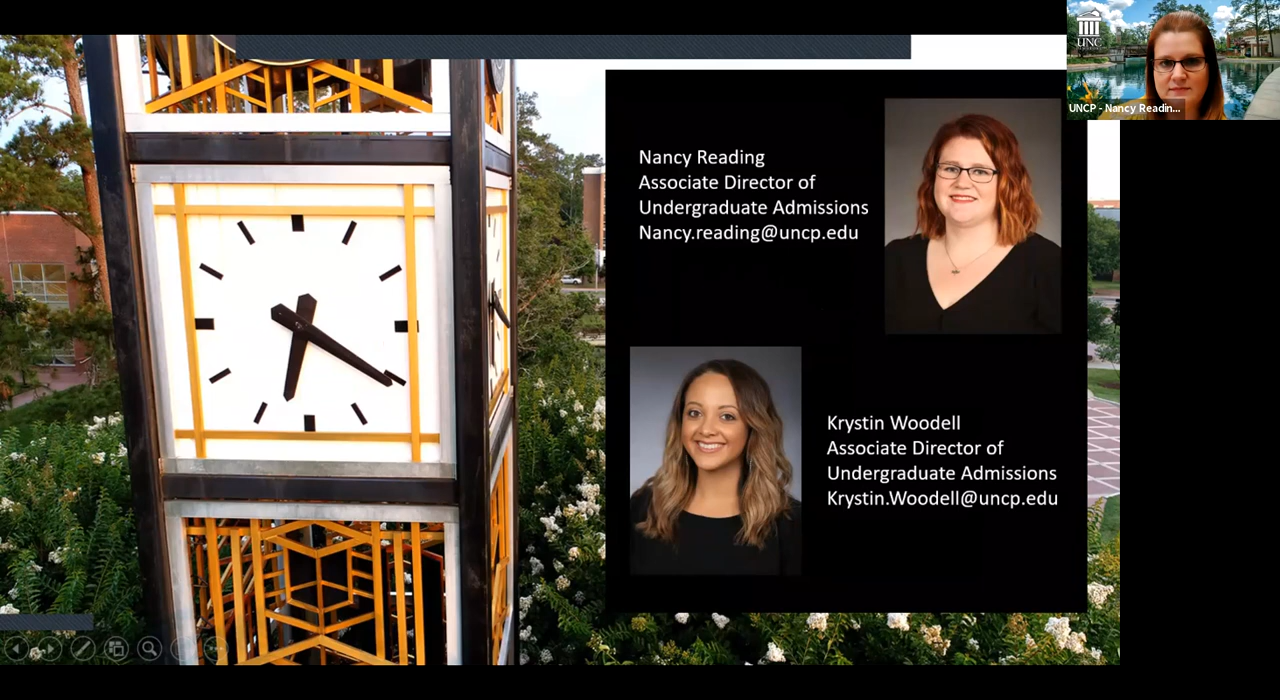 UNC
UNCP - Nancy Readin...
Nancy Reading
Associate Director of
Undergraduate Admissions
Nancy.reading@uncp.edu
Krystin Woodell
Associate Director of
Undergraduate Admissions
Krystin.Woodell@uncp.edu